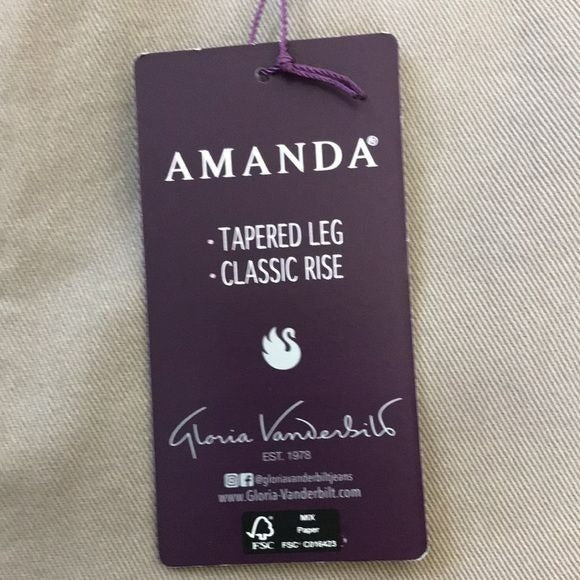 AMANDA®
· TAPERED LEG
· CLASSIC RISE
Gloria Vanderbilt
EST. 1978
@gloriavanderbiltjeans
www.Gloria-Vanderbilt.com
MIX
Paper
FSC
FSC® C016423